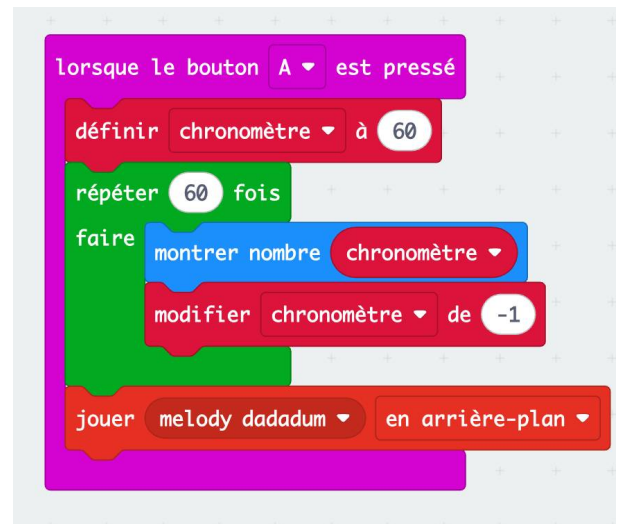 lorsque le bouton A est pressé
définir chronomètre à 60
répéter 60 fois
faire
montrer nombre chronomètre
modifier chronomètre de -1
jouer melody dadadum en arrière-plan